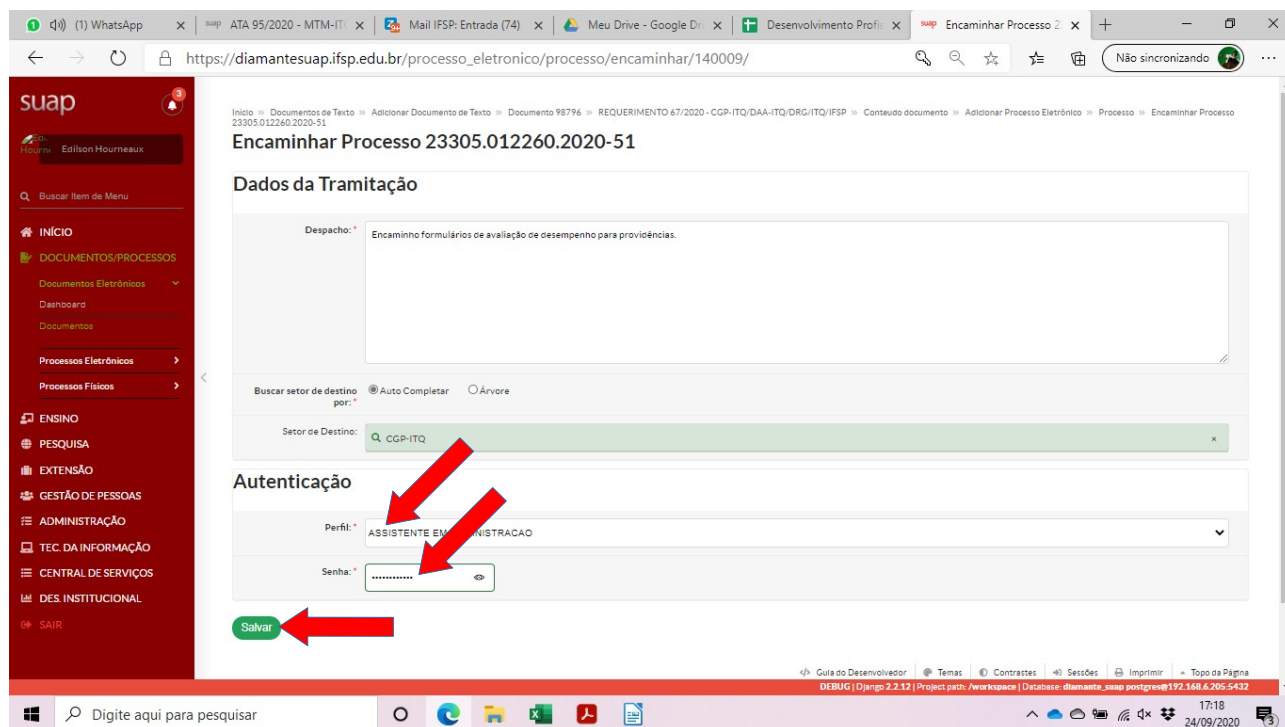 (1) WhatsApp
suap ATA 95/2020 - MTM-IT
Mail IFSP: Entrada (74)
Meu Drive - Google Dr
Desenvolvimento Profis
suap Encaminhar Processo 2
https://diamantesuap.ifsp.edu.br/processo_eletronico/processo/encaminhar/140009/
Não sincronizando
suap
3
Edilson Hourneaux
Buscar Item de Menu
INÍCIO
DOCUMENTOS/PROCESSOS
Documentos Eletrônicos
Dashboard
Documentos
Processos Eletrônicos
Processos Físicos
ENSINO
PESQUISA
EXTENSÃO
GESTÃO DE PESSOAS
ADMINISTRAÇÃO
TEC. DA INFORMAÇÃO
CENTRAL DE SERVIÇOS
DES. INSTITUCIONAL
SAIR
Início » Documentos de Texto » Adicionar Documento de Texto » Documento 98796 » REQUERIMENTO 67/2020 - CGP-ITQ/DAA-ITQ/DRG/ITQ/IFSP » Conteudo documento » Adicionar Processo Eletrônico » Processo » Encaminhar Processo
23305.012260.2020-51
Encaminhar Processo 23305.012260.2020-51
Dados da Tramitação
Despacho: *
Encaminho formulários de avaliação de desempenho para providências.
Buscar setor de destino
por: *
Auto Completar Árvore
Setor de Destino:
CGP-ITQ ×
Autenticação
Perfil: *
ASSISTENTE EM
NISTRACAO
Senha: *
Salvar
Guia do Desenvolvedor Temas Contrastes Sessões Imprimir Topo da Página
DEBUG | Django 2.2.12 | Project path: /workspace | Database: diamante_suap postgres@192.168.6.205:5432
Digite aqui para pesquisar
17:18
24/09/2020